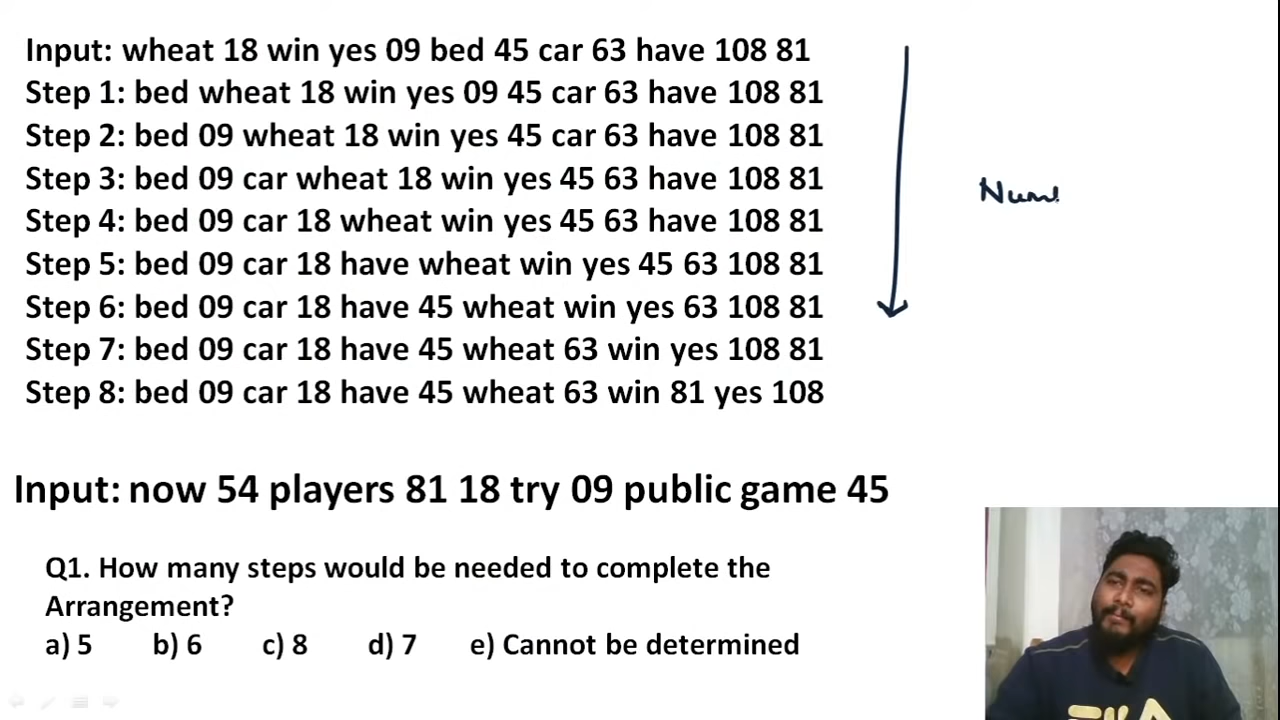 Input: wheat 18 win yes 09 bed 45 car 63 have 108 81
Step 1: bed wheat 18 win yes 09 45 car 63 have 108 81
Step 2: bed 09 wheat 18 win yes 45 car 63 have 108 81
Step 3: bed 09 car wheat 18 win yes 45 63 have 108 81
Step 4: bed 09 car 18 wheat win yes 45 63 have 108 81
Step 5: bed 09 car 18 have wheat win yes 45 63 108 81
Step 6: bed 09 car 18 have 45 wheat win yes 63 108 81
Step 7: bed 09 car 18 have 45 wheat 63 win yes 108 81
Step 8: bed 09 car 18 have 45 wheat 63 win 81 yes 108
Input: now 54 players 81 18 try 09 public game 45
Q1. How many steps would be needed to complete the
Arrangement?
a) 5 b) 6 c) 8 d) 7 e) Cannot be determined